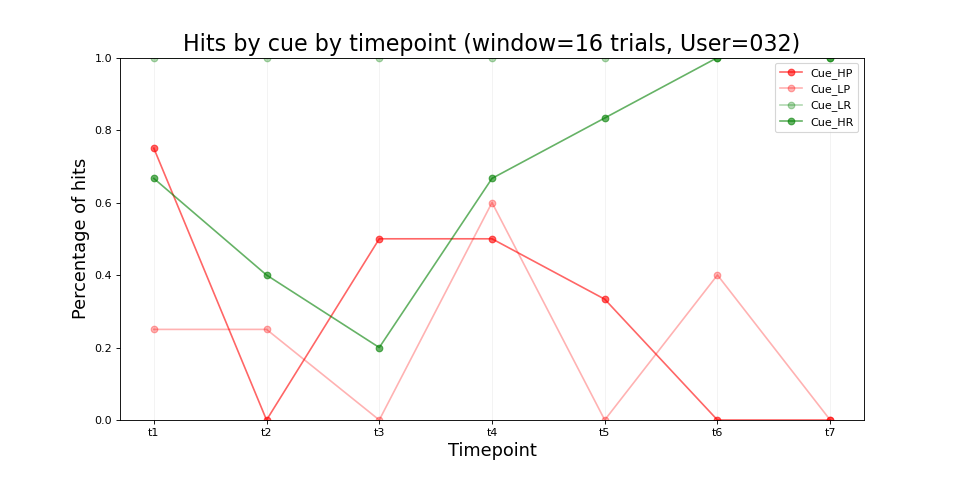 Hits by cue by timepoint (window=16 trials, User=032)
Percentage of hits
1.0
0.8
0.6
0.4
0.2
0.0
Cue_HP
Cue_LP
Cue_LR
Cue_HR
t1 t2 t3 t4 t5 t6 t7
Timepoint